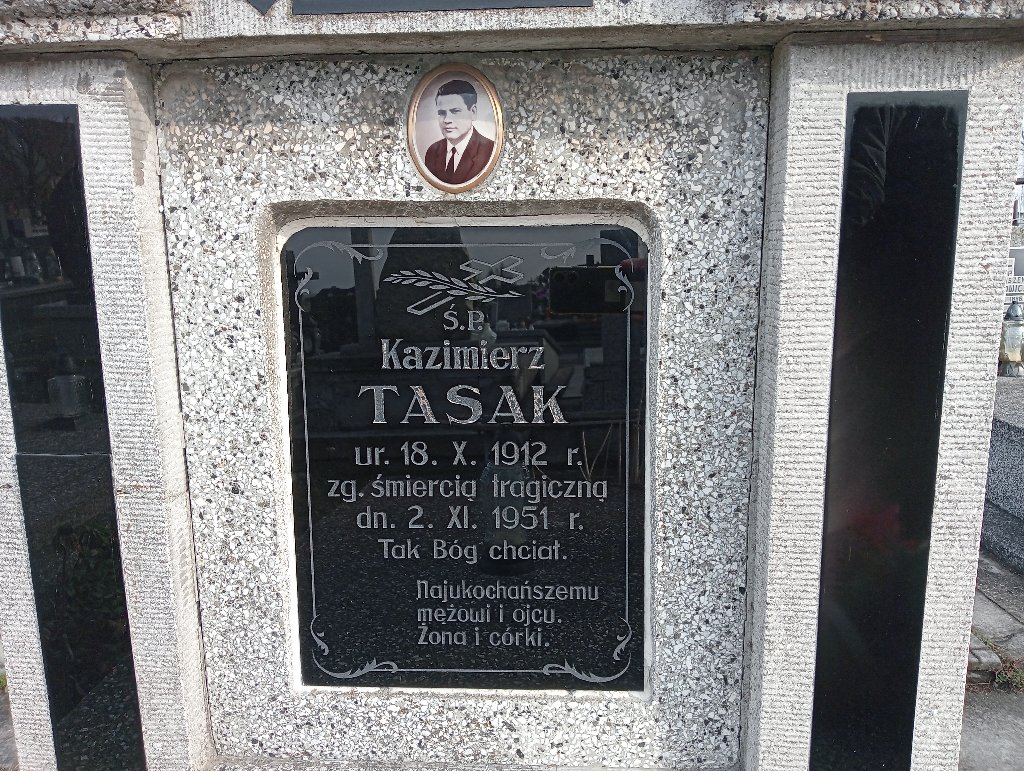 Ś.P.
Kazimierz
TASAK
ur. 18. X. 1912 r.
zg. śmiercią tragiczną
dn. 2. XI. 1951 r.
Tak Bóg chciał.
Najukochańszemu
mężowi i ojcu.
Żona i córki.